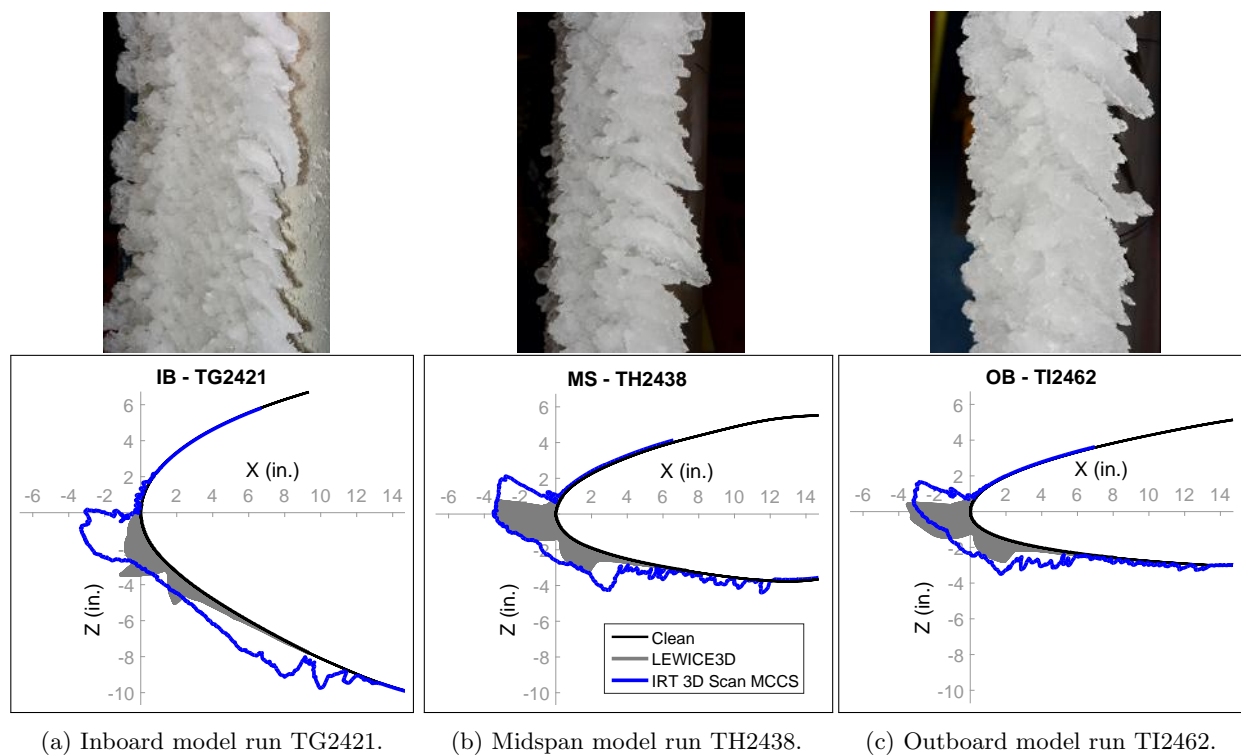 IB - TG2421
6
4
2
X (in.)
-6 -4 -2 2 4 6 8 10 12 14
-2
-4
-6
-8
-10
Z (in.)
MS - TH2438
6
4
2
X (in.)
-6 -4 -2 2 4 6 8 10 12 14
-2
-4
-6
-8
-10
Z (in.)
Clean
LEWICE3D
IRT 3D Scan MCCS
OB - TI2462
6
4
2
X (in.)
-6 -4 -2 2 4 6 8 10 12 14
-2
-4
-6
-8
-10
Z (in.)
(a) Inboard model run TG2421.
(b) Midspan model run TH2438.
(c) Outboard model run TI2462.